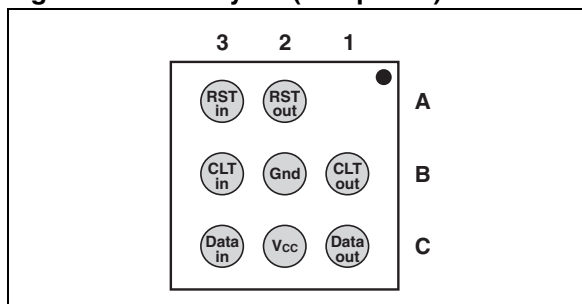 3 2 1
RST in RST out A
CLT in Gnd CLT out B
Data in Vcc Data out C